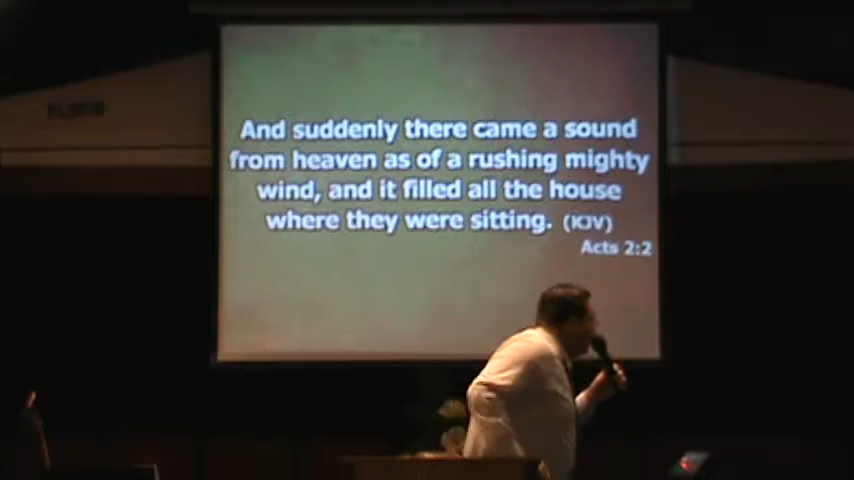 And suddenly there came a sound
from heaven as of a rushing mighty
wind, and it filled all the house
where they were sitting. (KJV)
Acts 2:2